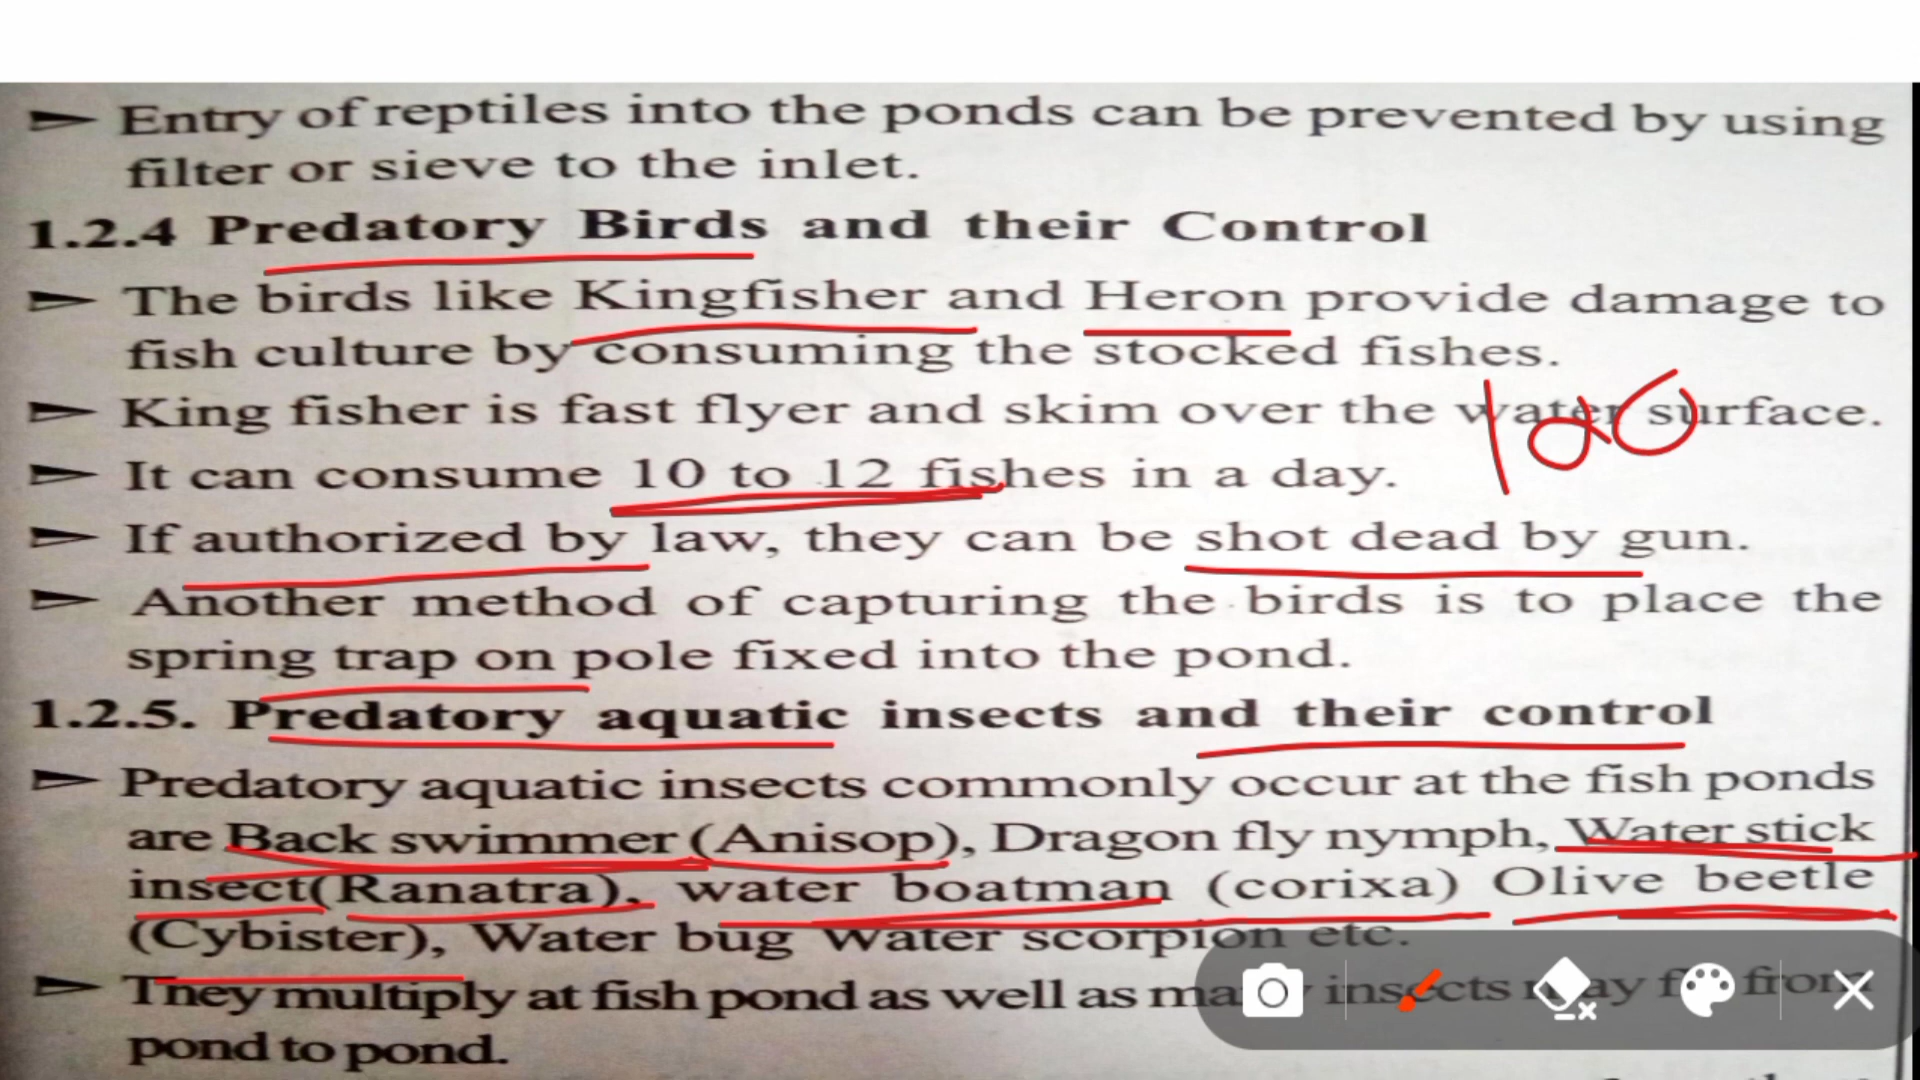 Entry of reptiles into the ponds can be prevented by using
filter or sieve to the inlet.
1.2.4 Predatory Birds and their Control
The birds like Kingfisher and Heron provide damage to
fish culture by consuming the stocked fishes.
King fisher is fast flyer and skim over the water surface.
100
It can consume 10 to 12 fishes in a day.
If authorized by law, they can be shot dead by gun.
Another method of capturing the birds is to place the
spring trap on pole fixed into the pond.
1.2.5. Predatory aquatic insects and their control
Predatory aquatic insects commonly occur at the fish ponds
are Back swimmer (Anisop), Dragon fly nymph, Water stick
insect(Ranatra), water boatman (corixa) Olive beetle
(Cybister), Water bug Water scorpion etc.
They multiply at fish pond as well as many insects may fly from
pond to pond.